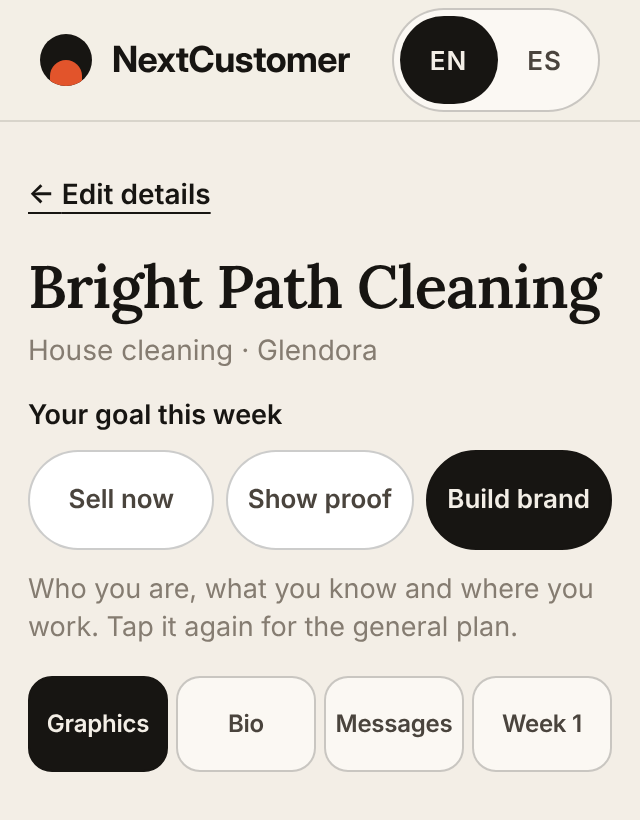 NextCustomer
EN
ES
← Edit details
Bright Path Cleaning
House cleaning · Glendora
Your goal this week
Sell now
Show proof
Build brand
Who you are, what you know and where you
work. Tap it again for the general plan.
Graphics
Bio
Messages
Week 1